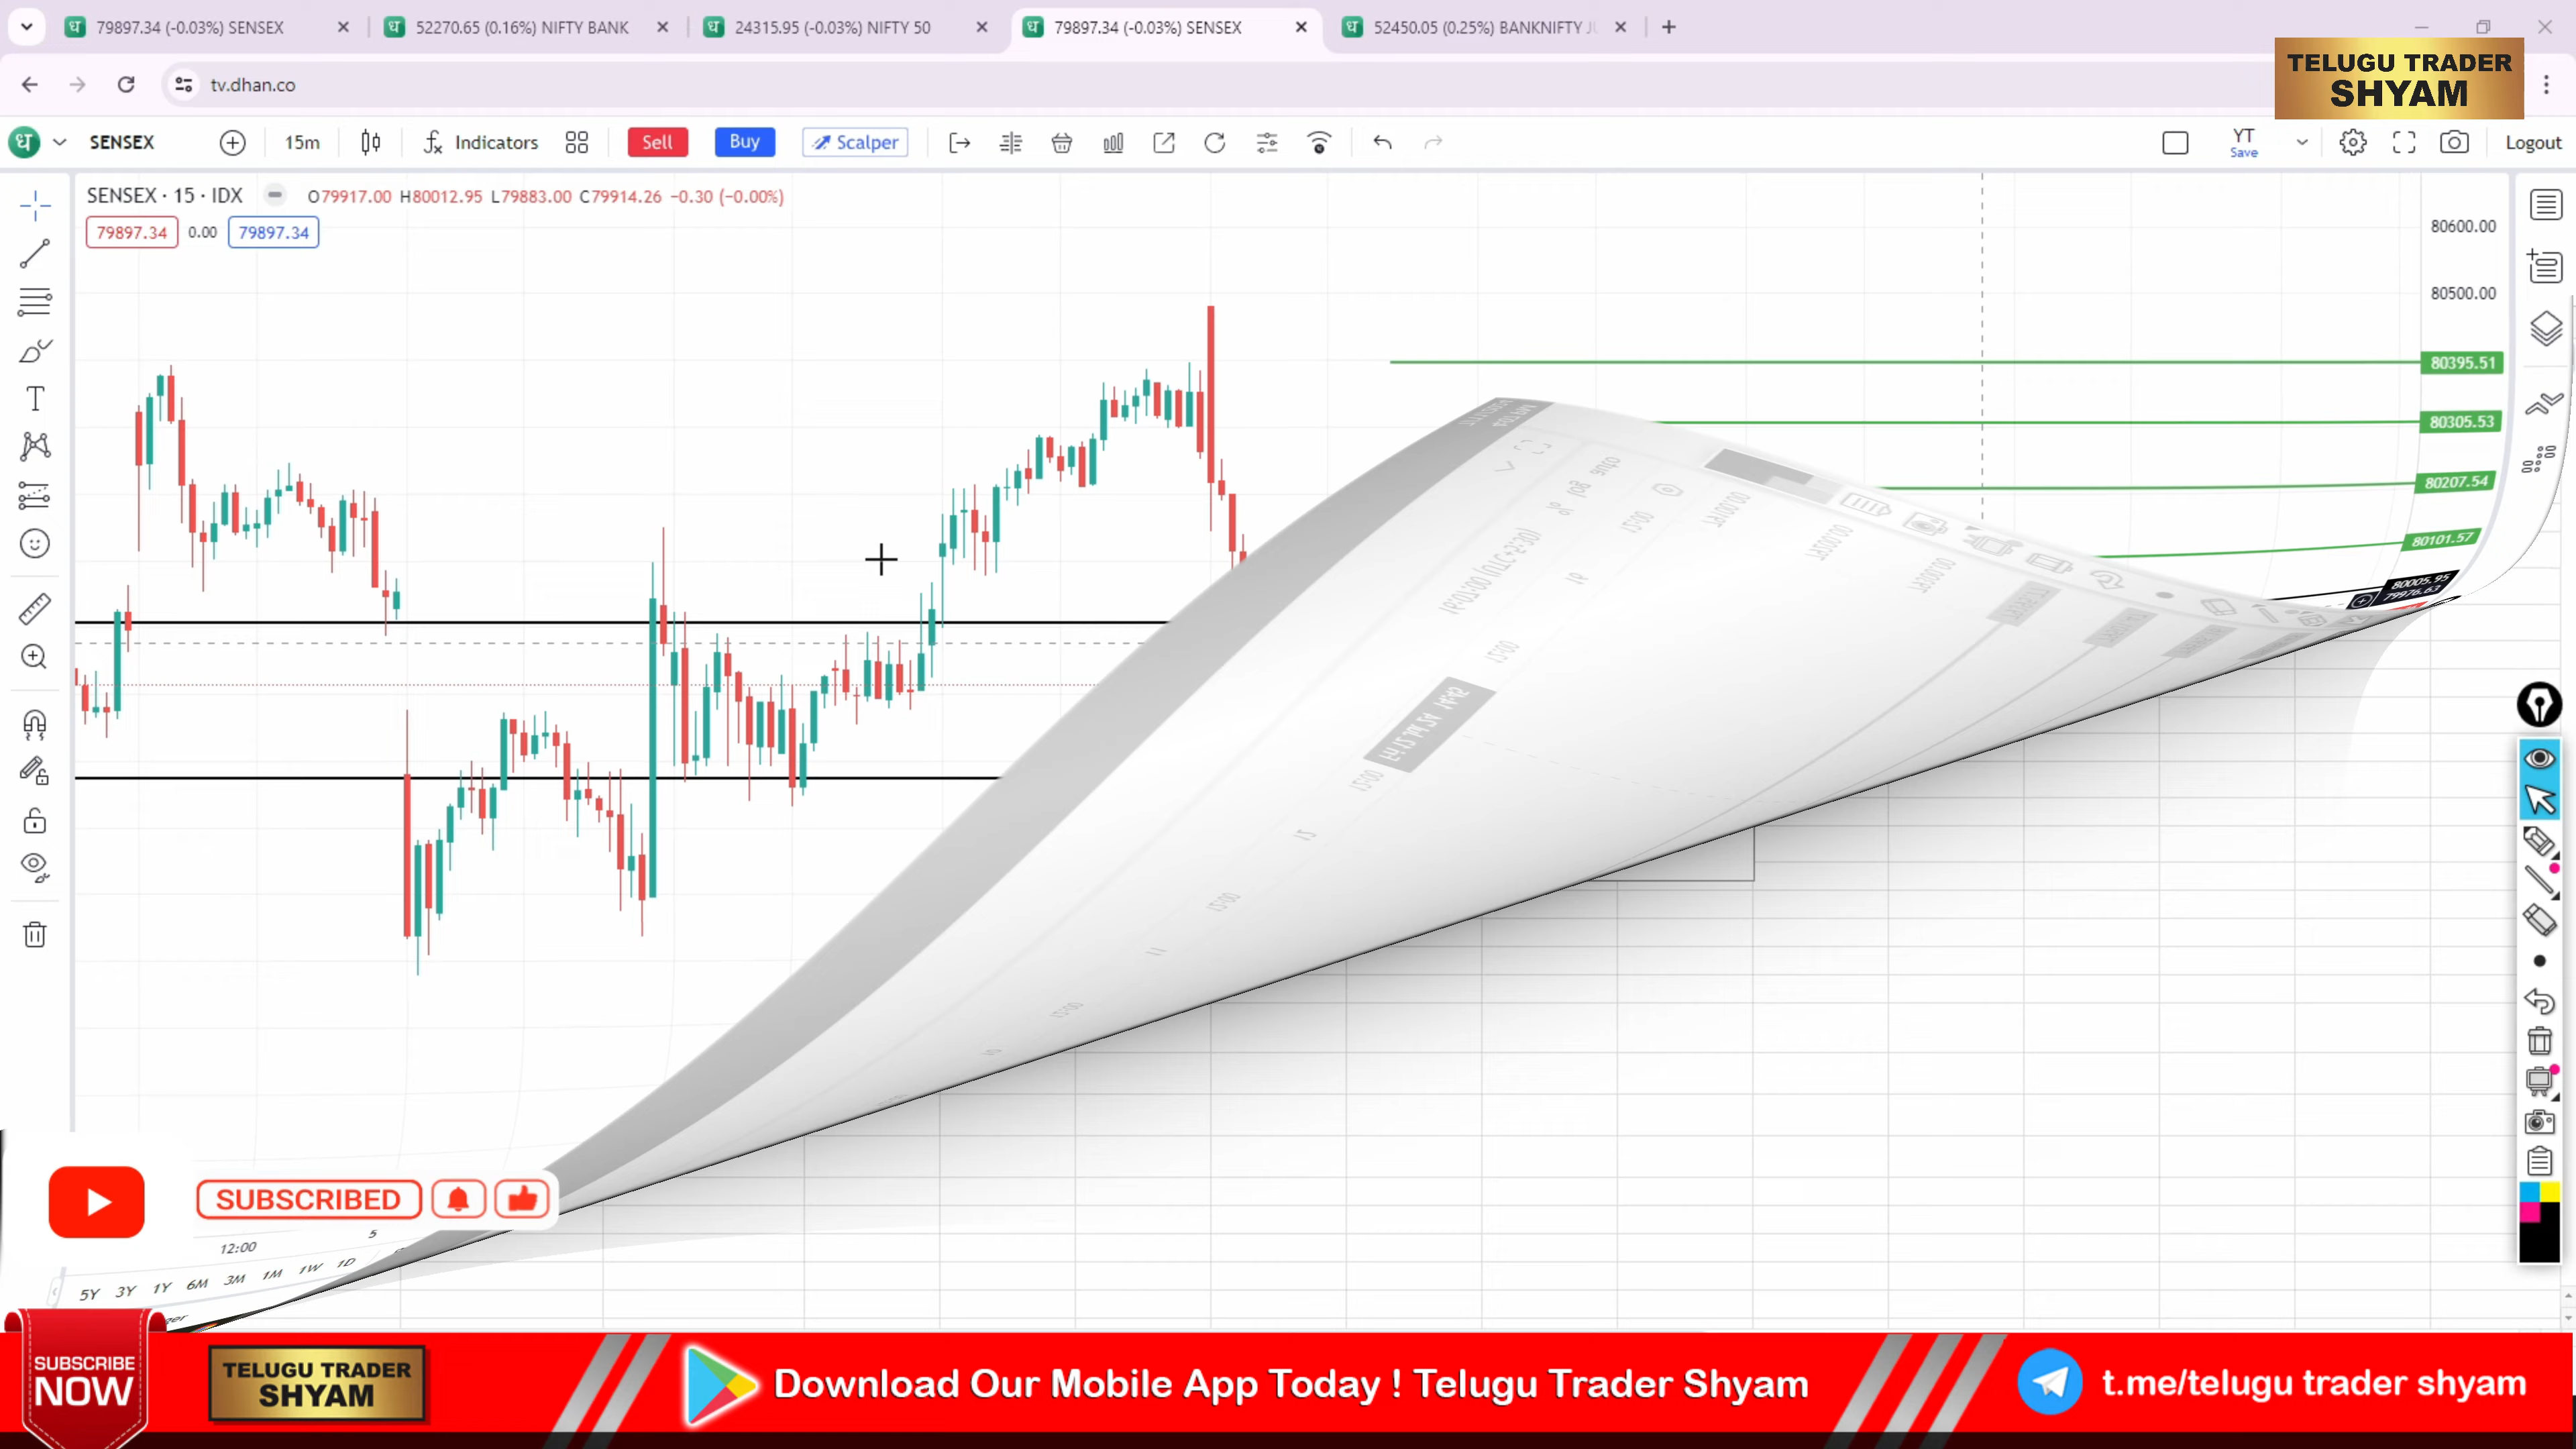 79897.34 (-0.03%) SENSEX
52270.65 (0.16%) NIFTY BANK
24315.95 (-0.03%) NIFTY 50
79897.34 (-0.03%) SENSEX
52450.05 (0.25%) BANKNIFTY
tv.dhan.co
TELUGU TRADER
SHYAM
SENSEX
15m
Indicators
Sell
Buy
Scalper
YT
Save
Logout
SENSEX · 15 · IDX
O79917.00 H80012.95 L79883.00 C79914.26 −0.30 (−0.00%)
79897.34
0.00
79897.34
80600.00
80500.00
80395.51
80305.53
80207.54
80101.57
80005.95
79976.63
SUBSCRIBED
12:00
5
5Y 3Y 1Y 6M 3M 1M 1W 1D
SUBSCRIBE
NOW
TELUGU TRADER
SHYAM
Download Our Mobile App Today ! Telugu Trader Shyam
t.me/telugu trader shyam